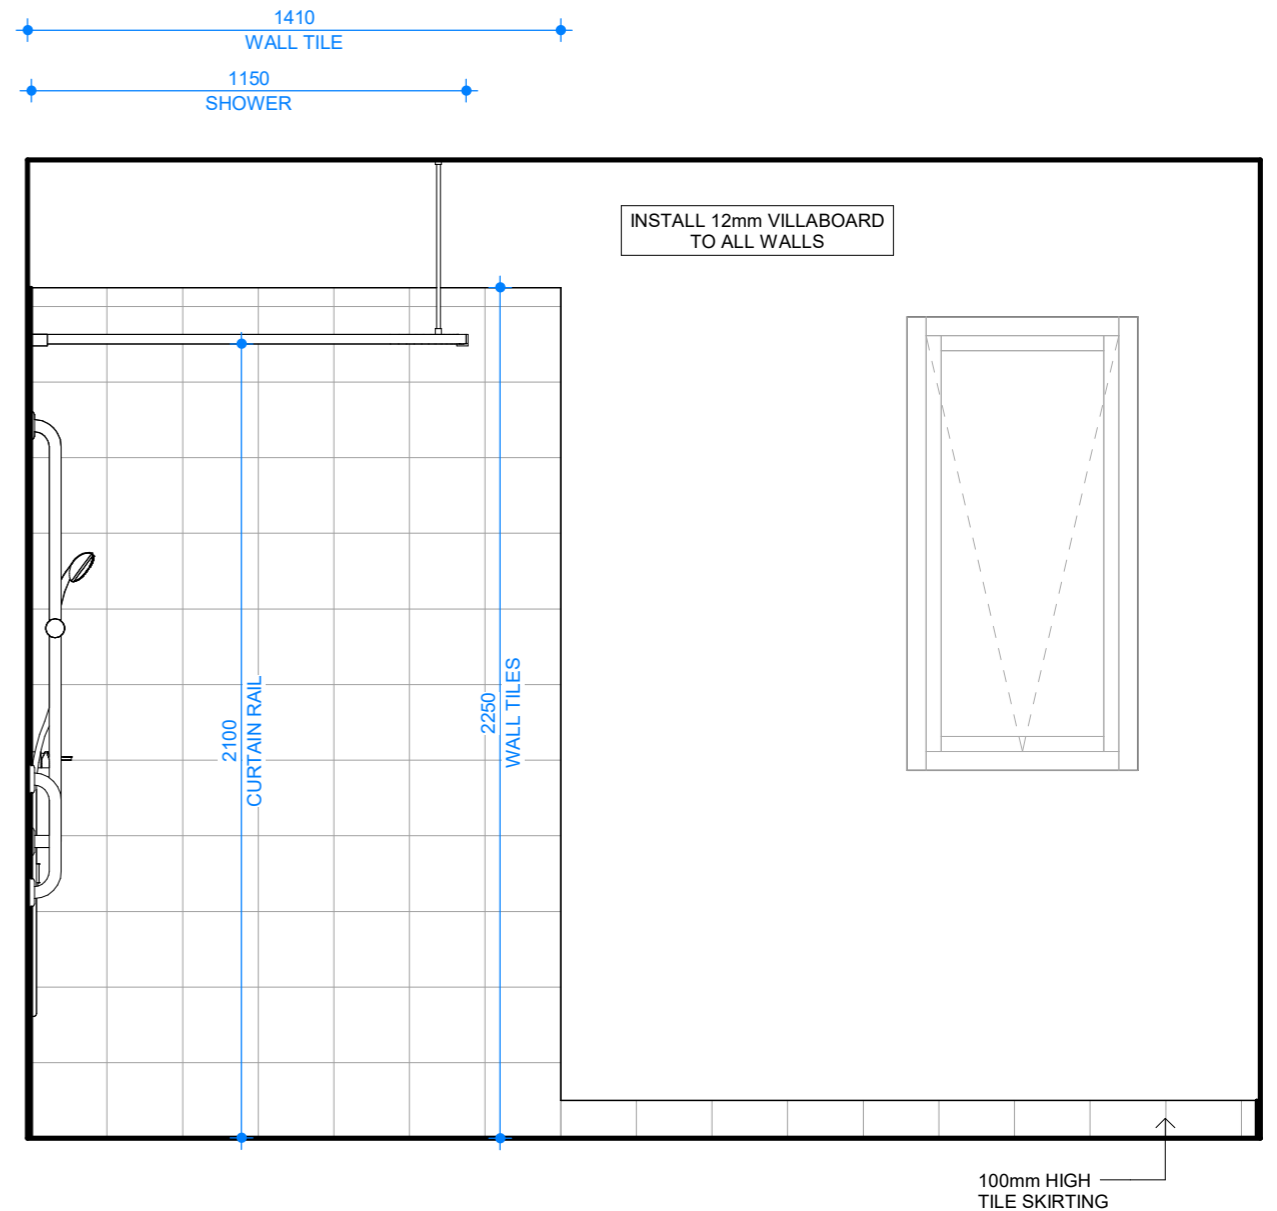 1410
WALL TILE
1150
SHOWER
INSTALL 12mm VILLABOARD
TO ALL WALLS
2100
CURTAIN RAIL
2250
WALL TILES
100mm HIGH
TILE SKIRTING